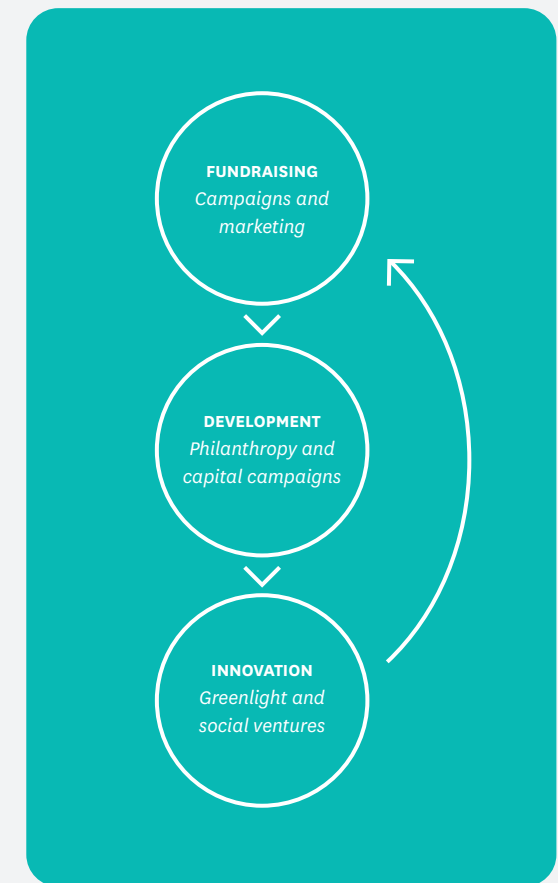 FUNDRAISING
Campaigns and
marketing
DEVELOPMENT
Philanthropy and
capital campaigns
INNOVATION
Greenlight and
social ventures